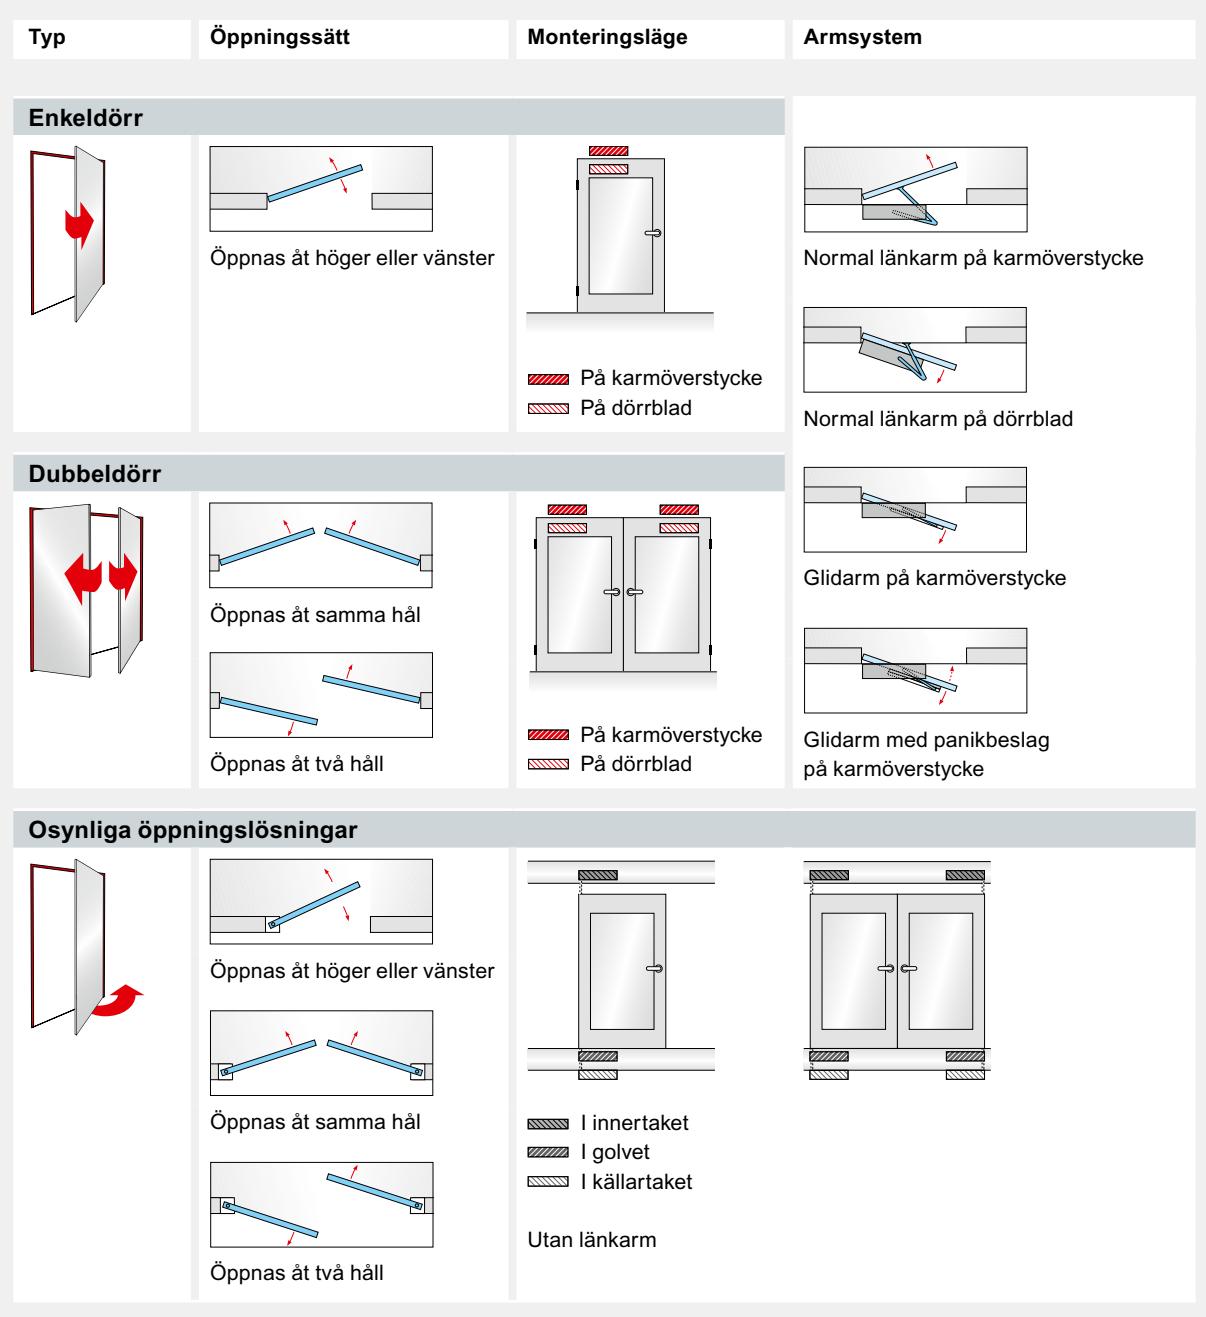 Typ
Öppningssätt
Monteringsläge
Armsystem
Enkeldörr
Öppnas åt höger eller vänster
På karmöverstycke
På dörrblad
Normal länkarm på karmöverstycke
Normal länkarm på dörrblad
Glidarm på karmöverstycke
Glidarm med panikbeslag
på karmöverstycke
Dubbeldörr
Öppnas åt samma hål
Öppnas åt två håll
På karmöverstycke
På dörrblad
Osynliga öppningslösningar
Öppnas åt höger eller vänster
Öppnas åt samma hål
Öppnas åt två håll
I innertaket
I golvet
I källartaket
Utan länkarm